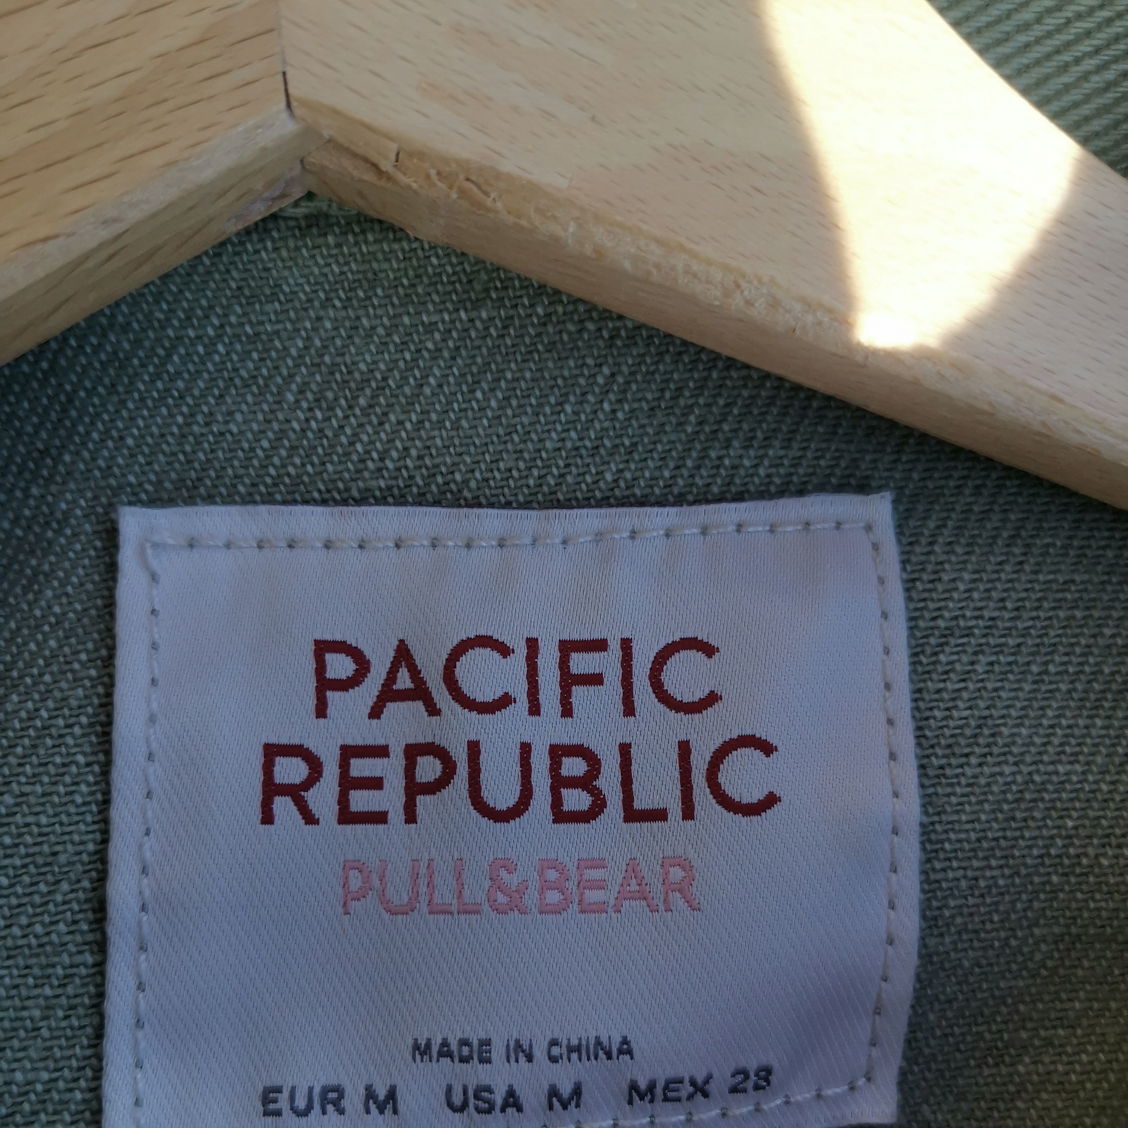 PACIFIC
REPUBLIC
PULL&BEAR
MADE IN CHINA
EUR M USA M MEX 28